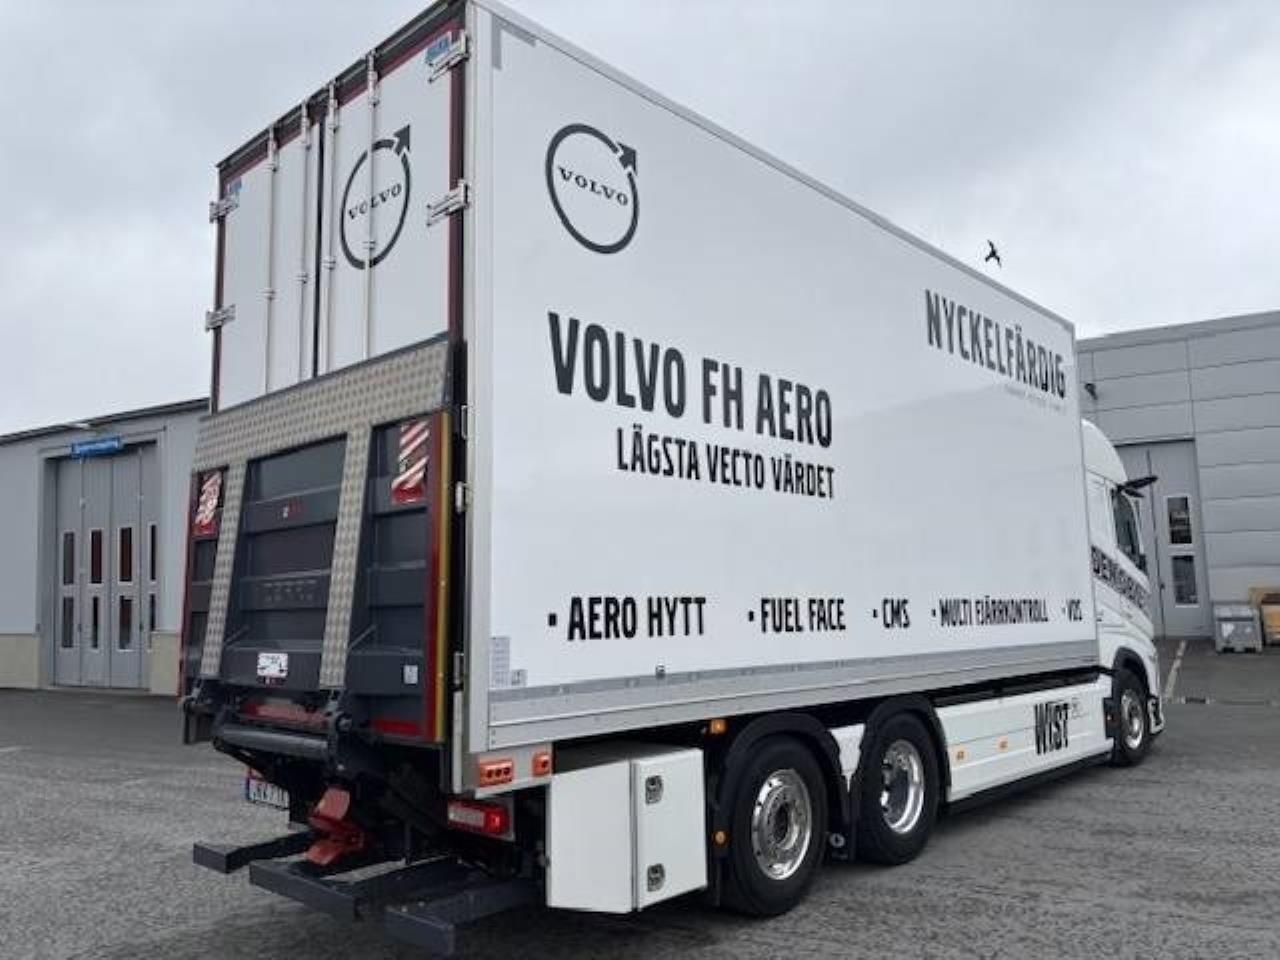 VOLVO
VOLVO
NYCKELFÄRDIG
VOLVO FH AERO
LÄGSTA VECTO VÄRDET
· AERO HYTT · FUEL FACE · CMS · MULTI FJÄRRKONTROLL · VDS
WIST